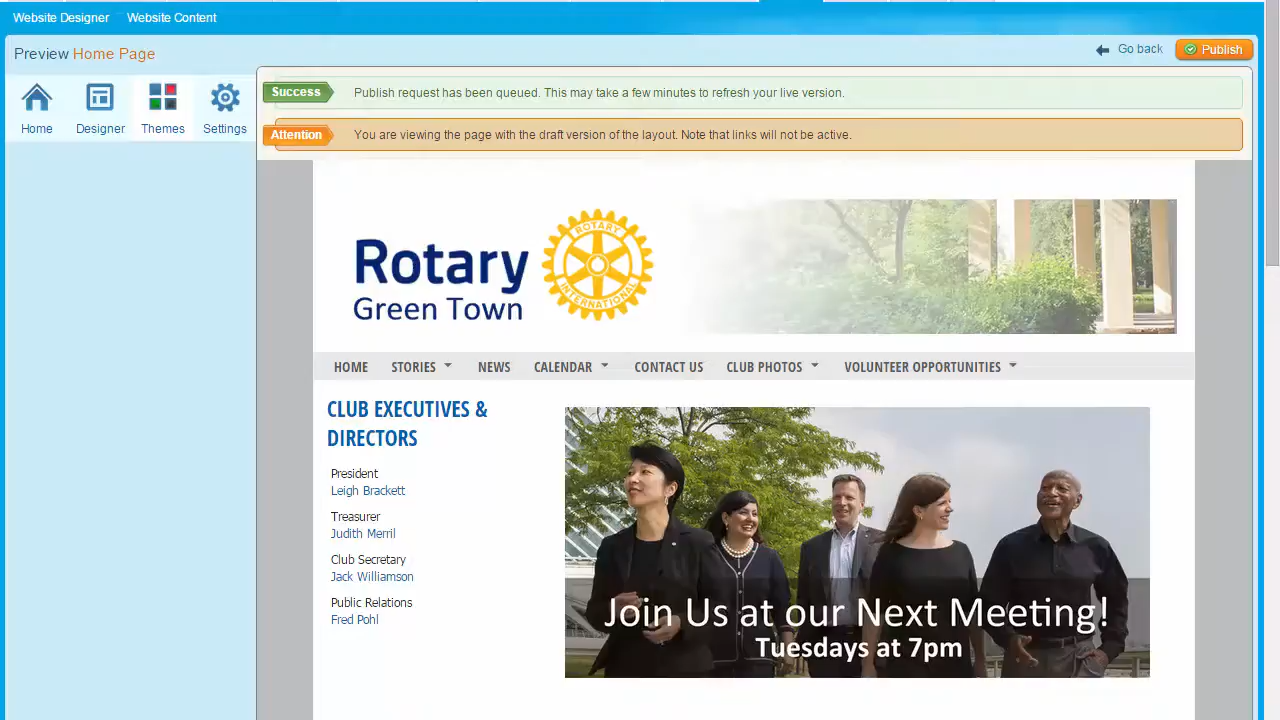 Website Designer Website Content
Preview Home Page
Go back
Publish
Home
Designer
Themes
Settings
Success
Publish request has been queued. This may take a few minutes to refresh your live version.
Attention
You are viewing the page with the draft version of the layout. Note that links will not be active.
Rotary
Green Town
ROTARY
INTERNATIONAL
HOME STORIES NEWS CALENDAR CONTACT US CLUB PHOTOS VOLUNTEER OPPORTUNITIES
CLUB EXECUTIVES &
DIRECTORS
President
Leigh Brackett
Treasurer
Judith Merril
Club Secretary
Jack Williamson
Public Relations
Fred Pohl
Join Us at our Next Meeting!
Tuesdays at 7pm